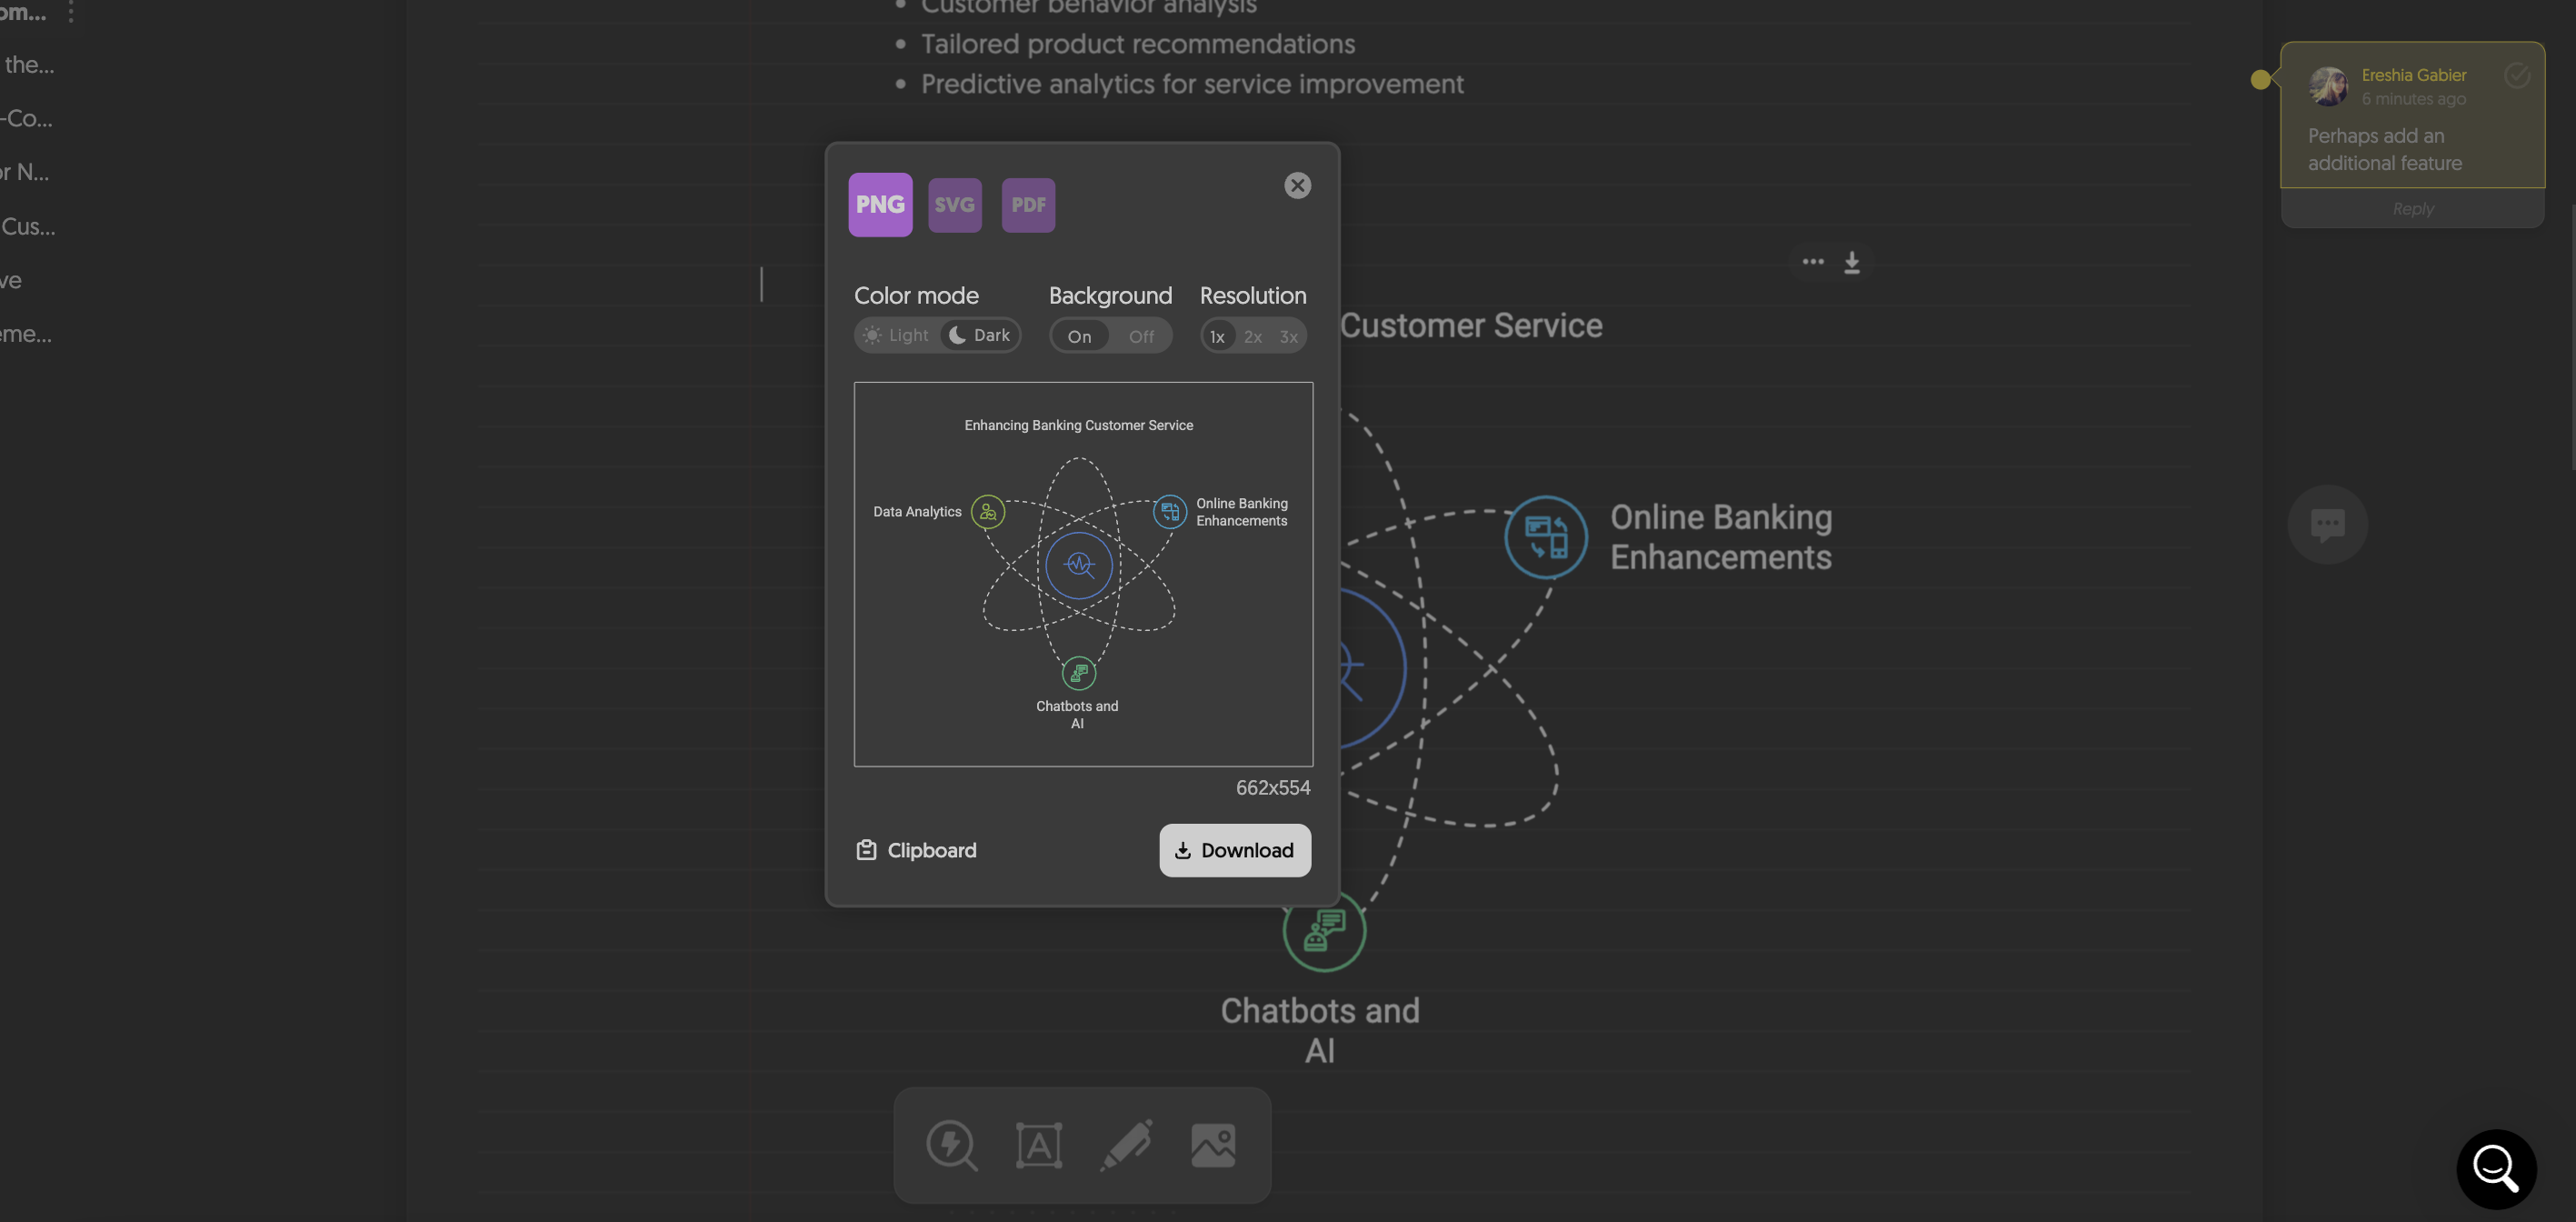 om...
the...
-Co...
or N...
Cus...
ve
eme...
Customer behavior analysis
Tailored product recommendations
Predictive analytics for service improvement
PNG
SVG
PDF
Color mode
Background
Resolution
Light
Dark
On
Off
1x
2x
3x
Enhancing Banking Customer Service
Data Analytics
Online Banking
Enhancements
Chatbots and
AI
662x554
Clipboard
Download
Customer Service
Online Banking
Enhancements
Chatbots and
AI
A
Ereshia Gabier
6 minutes ago
Perhaps add an
additional feature
Reply